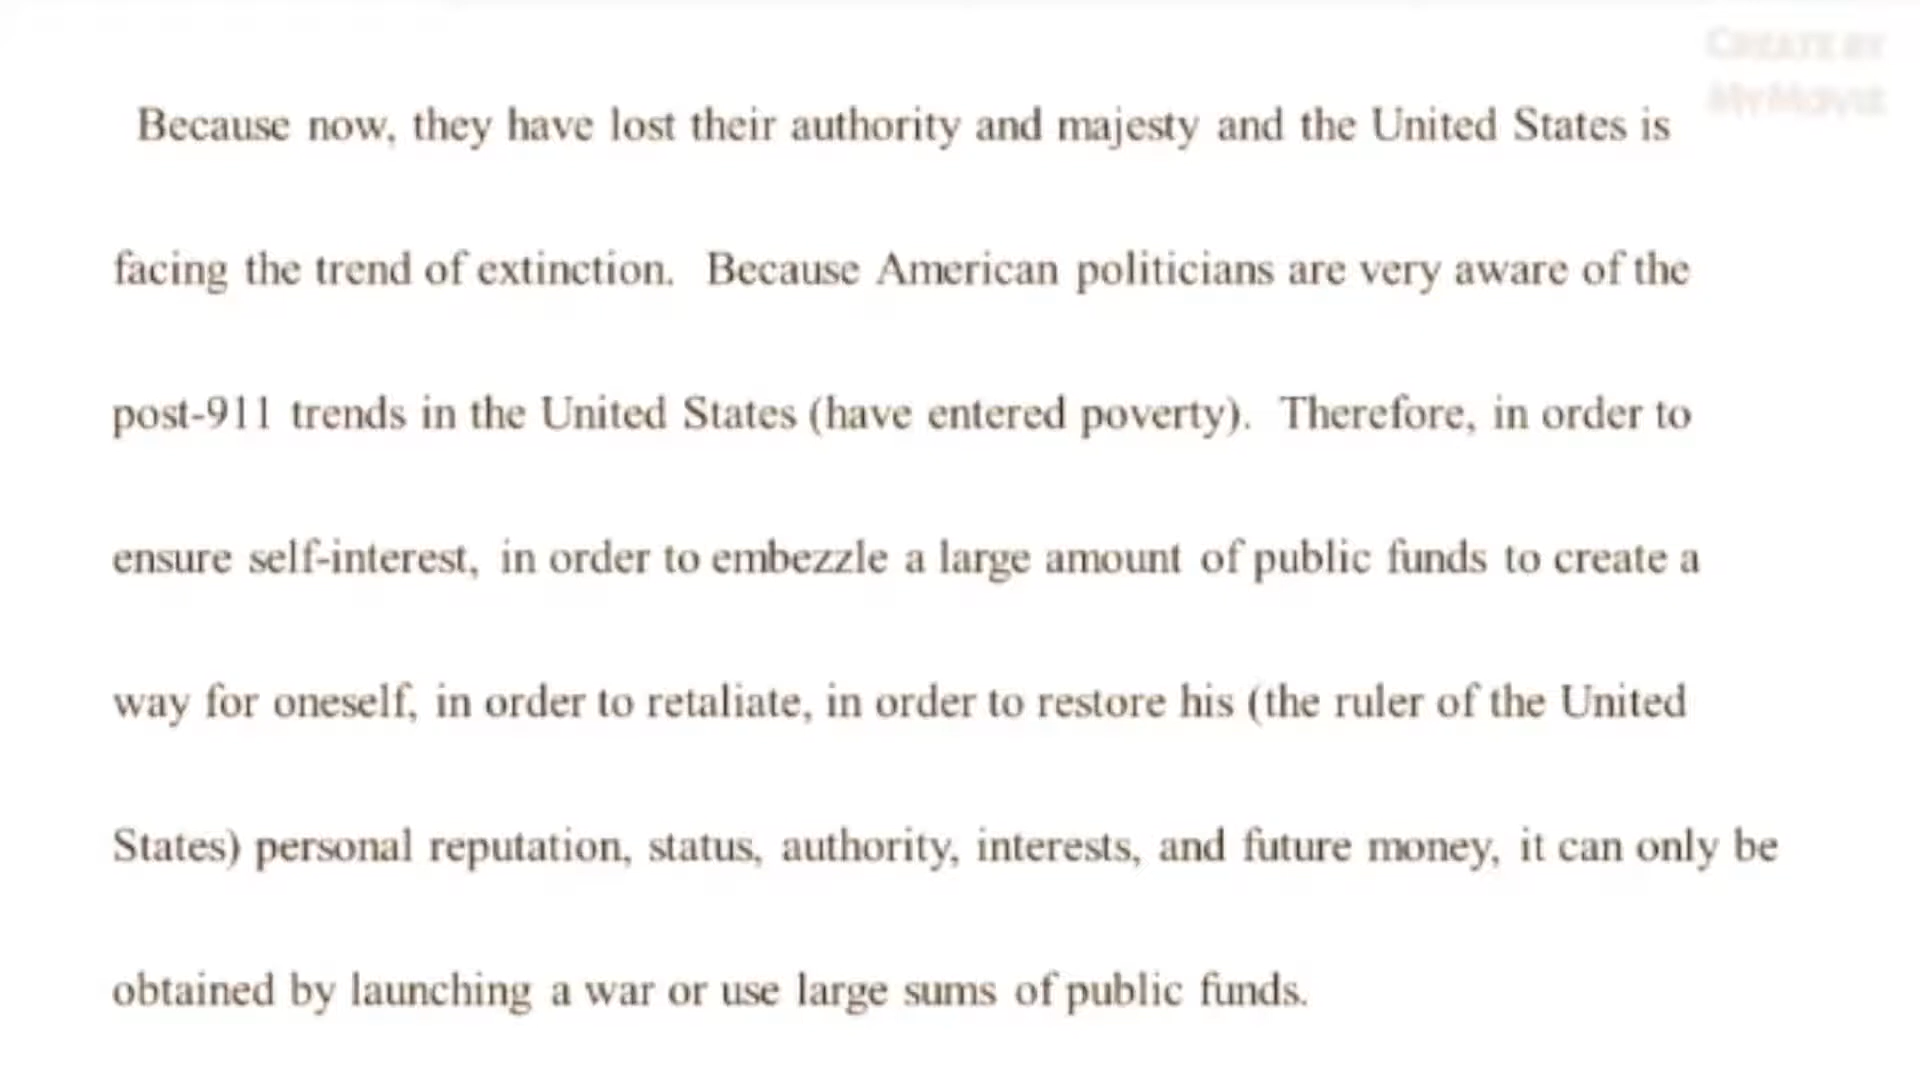 CREATE BY
MyMovie
Because now, they have lost their authority and majesty and the United States is
facing the trend of extinction. Because American politicians are very aware of the
post-911 trends in the United States (have entered poverty). Therefore, in order to
ensure self-interest, in order to embezzle a large amount of public funds to create a
way for oneself, in order to retaliate, in order to restore his (the ruler of the United
States) personal reputation, status, authority, interests, and future money, it can only be
obtained by launching a war or use large sums of public funds.